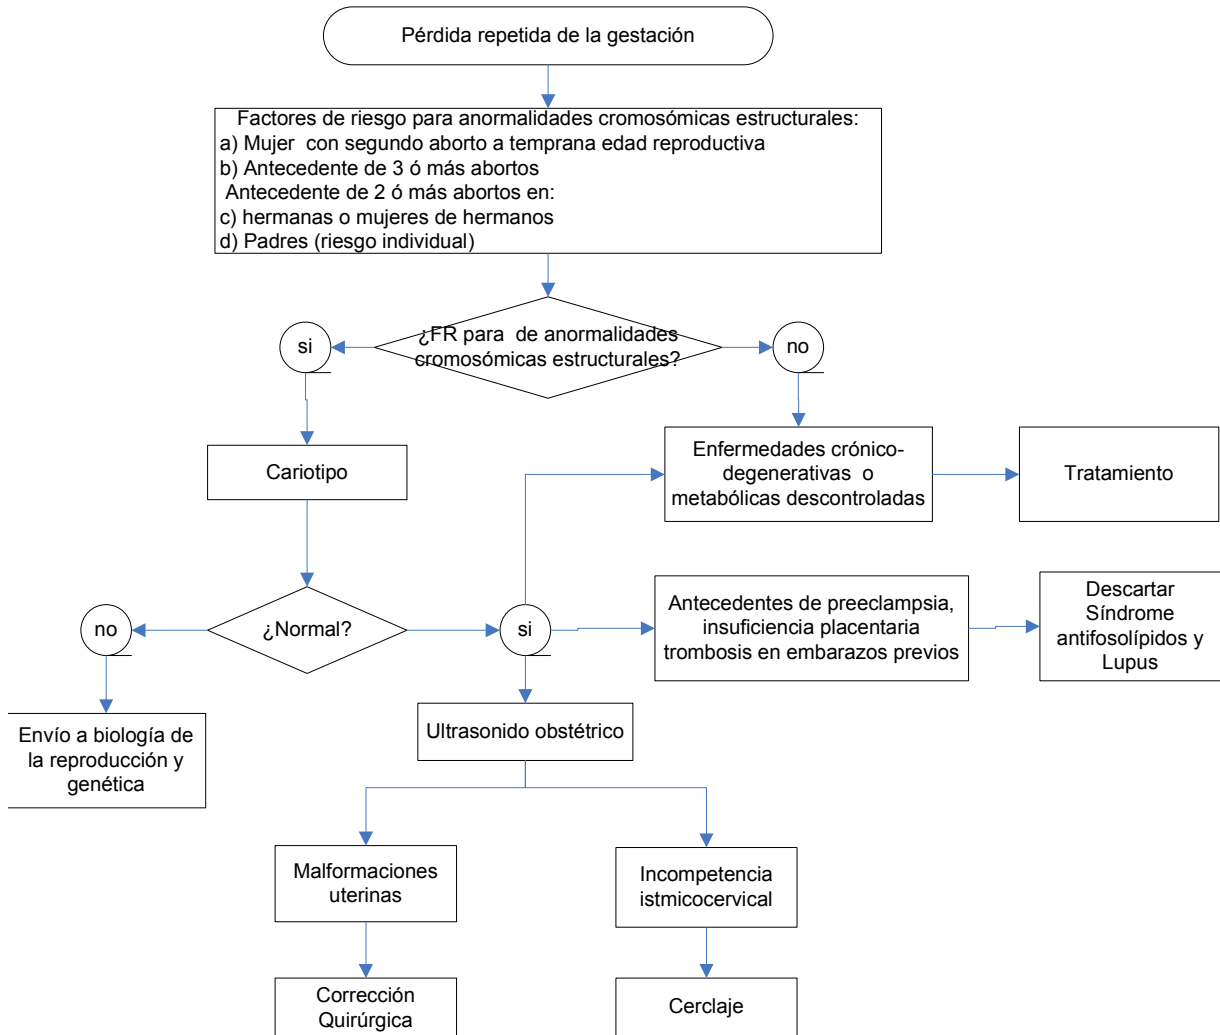 Pérdida repetida de la gestación
Factores de riesgo para anormalidades cromosómicas estructurales:
a) Mujer con segundo aborto a temprana edad reproductiva
b) Antecedente de 3 ó más abortos
Antecedente de 2 ó más abortos en:
c) hermanas o mujeres de hermanos
d) Padres (riesgo individual)
¿FR para de anormalidades
cromosómicas estructurales?
si
no
Cariotipo
Enfermedades crónico-
degenerativas o
metabólicas descontroladas
Tratamiento
¿Normal?
no
si
Antecedentes de preeclampsia,
insuficiencia placentaria
trombosis en embarazos previos
Descartar
Síndrome
antifosolípidos y
Lupus
Envío a biología de
la reproducción y
genética
Ultrasonido obstétrico
Malformaciones
uterinas
Incompetencia
istmicocervical
Corrección
Quirúrgica
Cerclaje